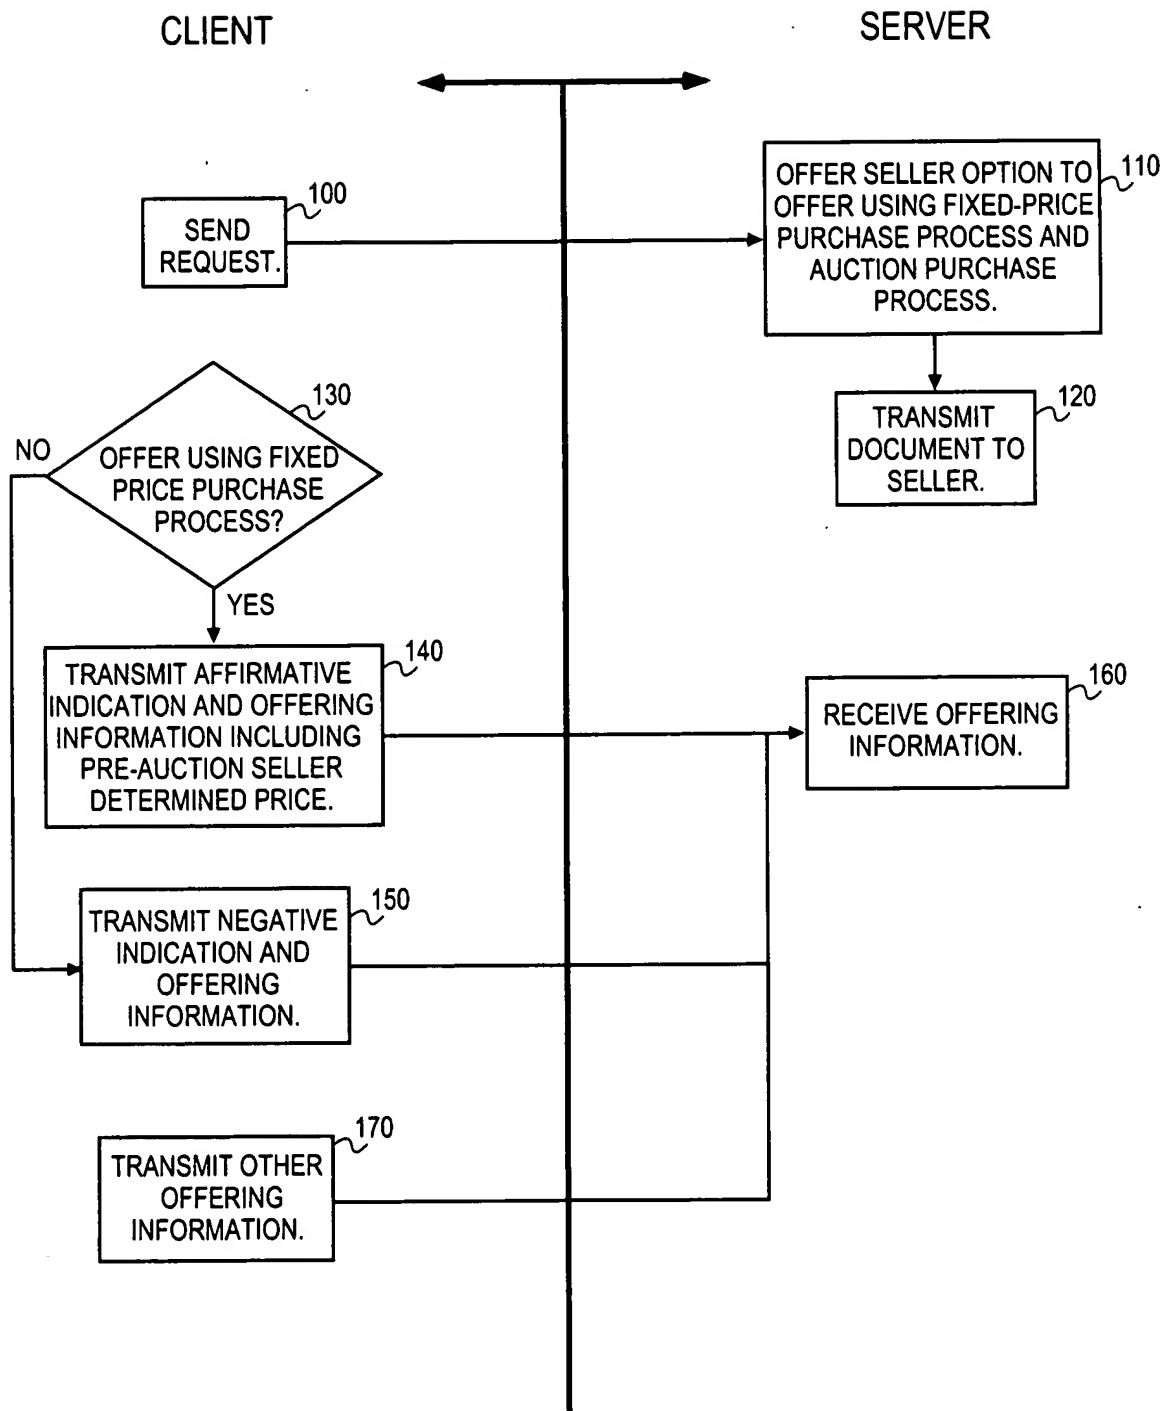 CLIENT
SERVER
100
SEND
REQUEST.
110
OFFER SELLER OPTION TO
OFFER USING FIXED-PRICE
PURCHASE PROCESS AND
AUCTION PURCHASE
PROCESS.
120
TRANSMIT
DOCUMENT TO
SELLER.
130
NO
OFFER USING FIXED
PRICE PURCHASE
PROCESS?
YES
140
TRANSMIT AFFIRMATIVE
INDICATION AND OFFERING
INFORMATION INCLUDING
PRE-AUCTION SELLER
DETERMINED PRICE.
160
RECEIVE OFFERING
INFORMATION.
150
TRANSMIT NEGATIVE
INDICATION AND
OFFERING
INFORMATION.
170
TRANSMIT OTHER
OFFERING
INFORMATION.